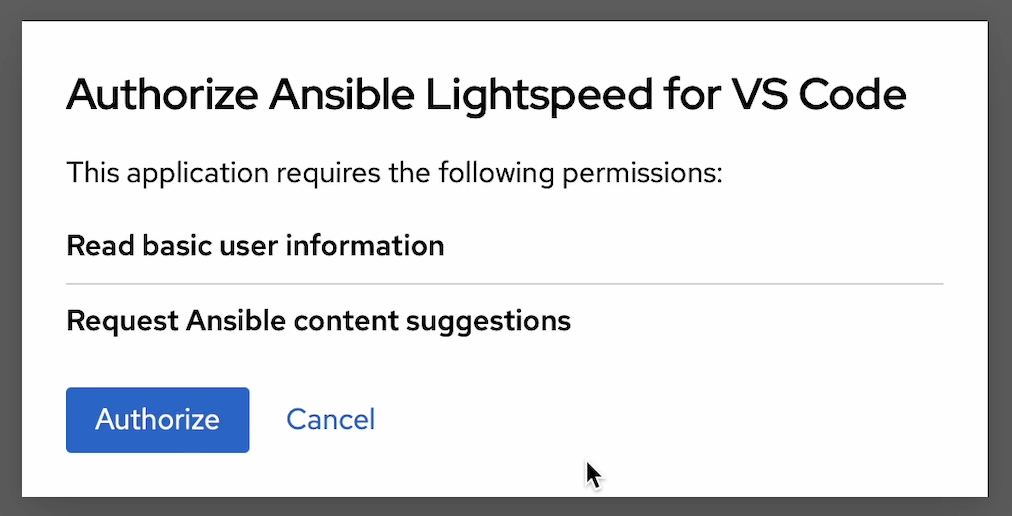 Authorize Ansible Lightspeed for VS Code
This application requires the following permissions:
Read basic user information
Request Ansible content suggestions
Authorize
Cancel